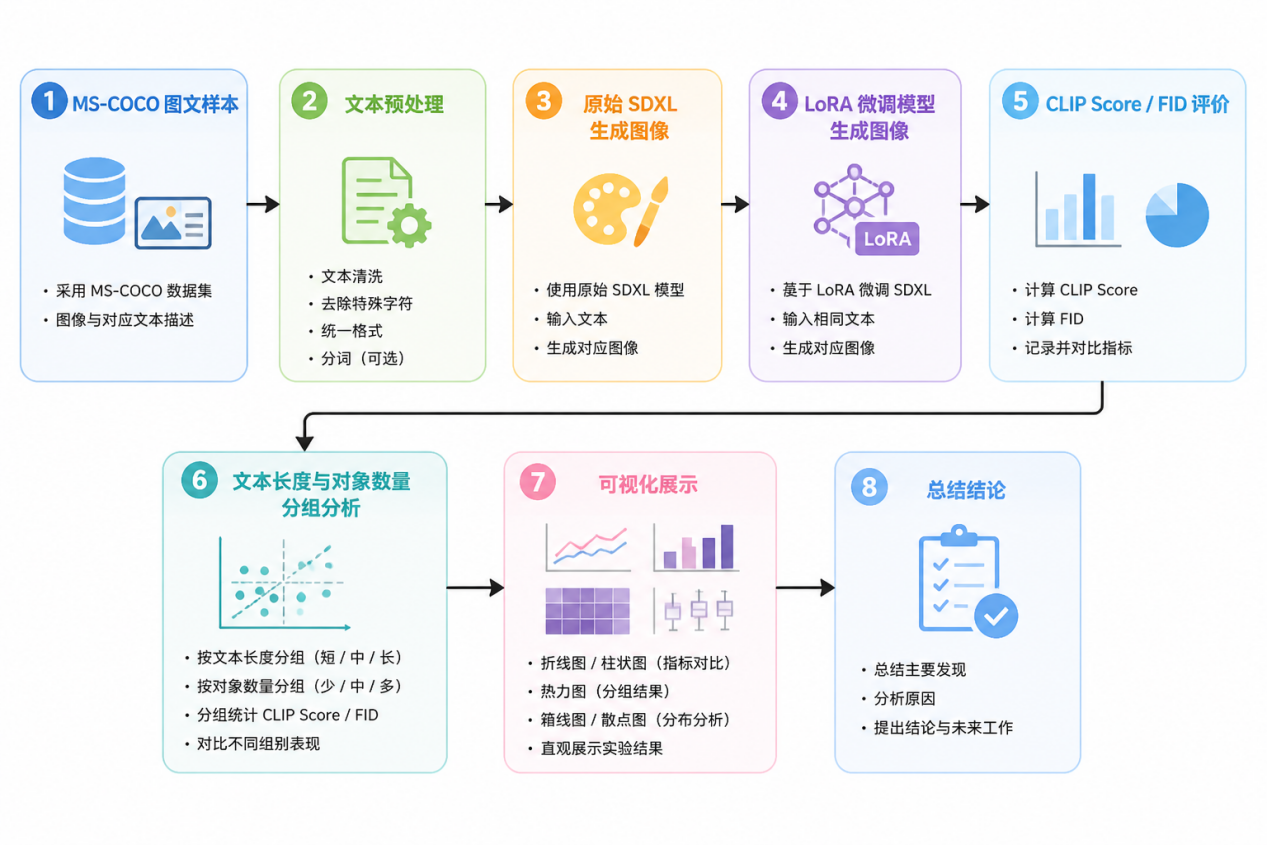 1 MS-COCO 图文样本
• 采用 MS-COCO 数据集
• 图像与对应文本描述
2 文本预处理
• 文本清洗
• 去除特殊字符
• 统一格式
• 分词（可选）
3 原始 SDXL
生成图像
• 使用原始 SDXL 模型
• 输入文本
• 生成对应图像
4 LoRA 微调模型
生成图像
LoRA
• 基于 LoRA 微调 SDXL
• 输入相同文本
• 生成对应图像
5 CLIP Score / FID 评价
• 计算 CLIP Score
• 计算 FID
• 记录并对比指标
6 文本长度与对象数量
分组分析
• 按文本长度分组（短 / 中 / 长）
• 按对象数量分组（少 / 中 / 多）
• 分组统计 CLIP Score / FID
• 对比不同组别表现
7 可视化展示
• 折线图 / 柱状图（指标对比）
• 热力图（分组结果）
• 箱线图 / 散点图（分布分析）
• 直观展示实验结果
8 总结结论
• 总结主要发现
• 分析原因
• 提出结论与未来工作